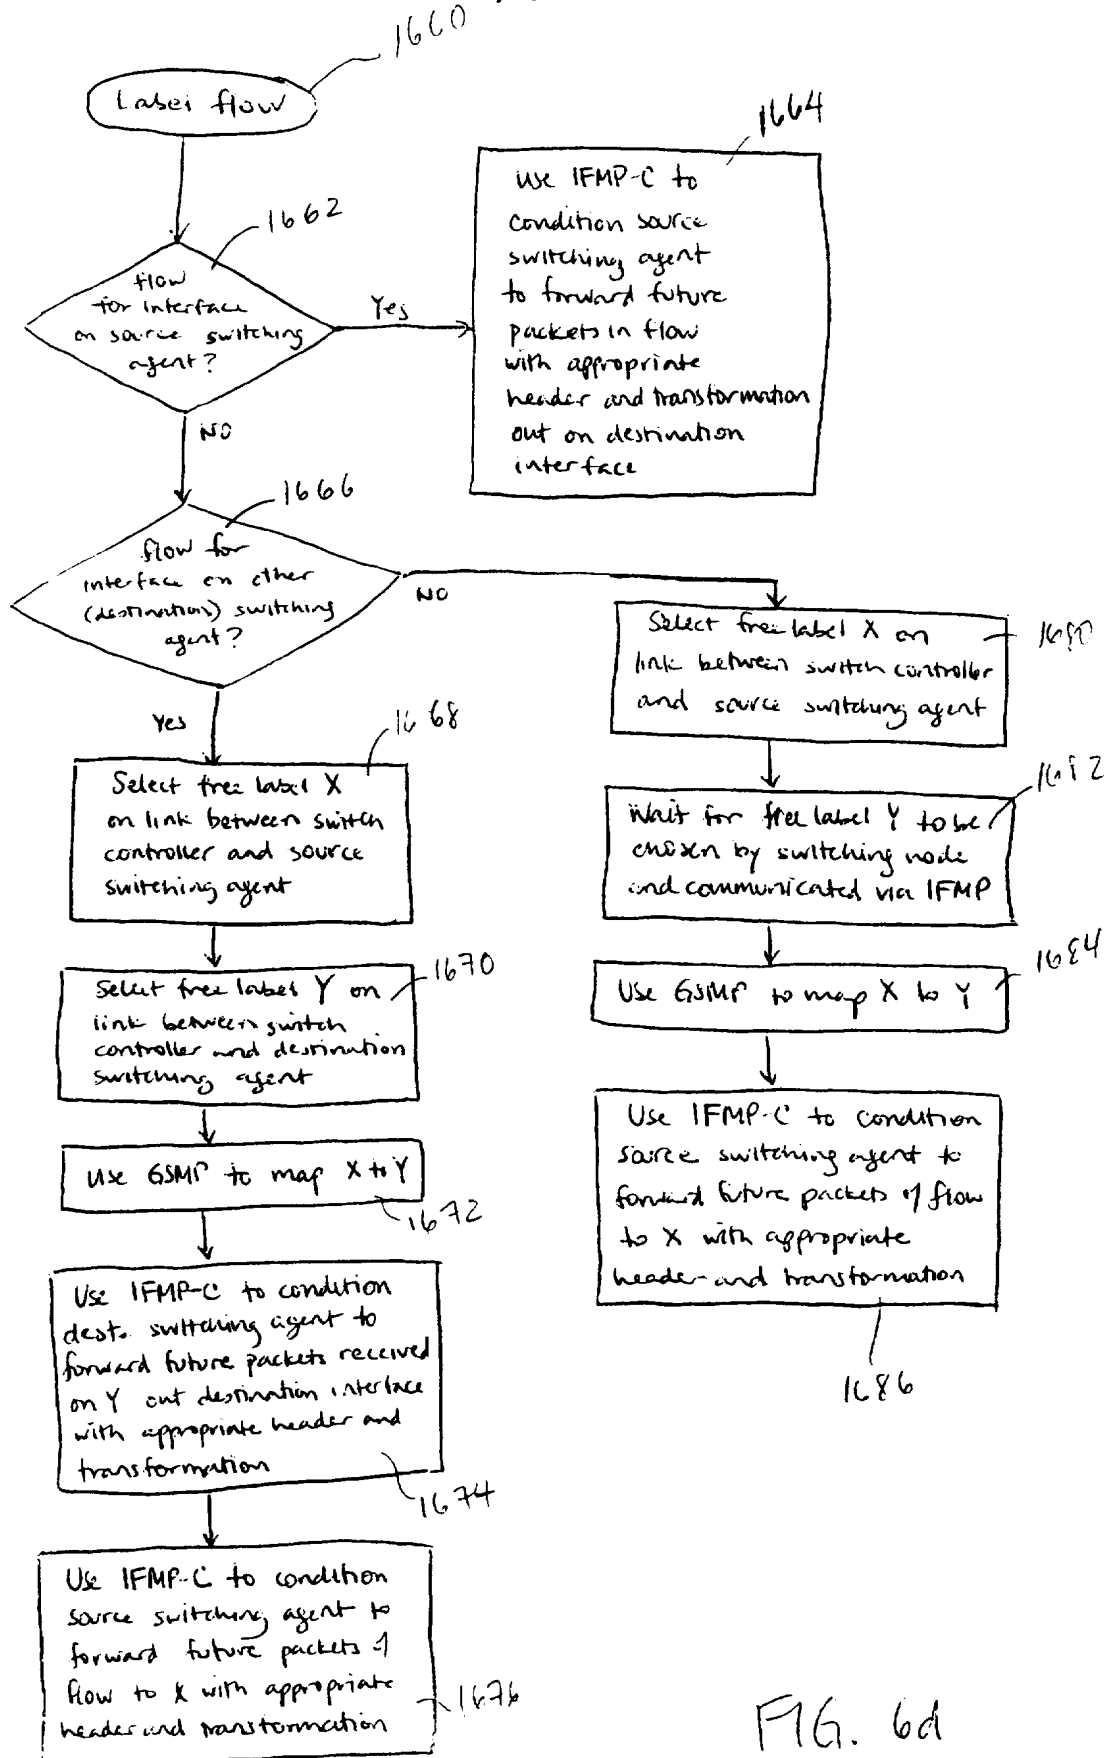 1660
Label flow
1662
flow
for interface
on source switching
agent?
Yes
1664
Use IFMP-C to
condition source
switching agent
to forward future
packets in flow
with appropriate
header and transformation
out on destination
interface
NO
1666
flow for
interface on other
(destination) switching
agent?
NO
Yes
1668
Select free label X
on link between switch
controller and source
switching agent
1670
Select free label Y on
link between switch
controller and destination
switching agent
Use GSMP to map X to Y
1672
Use IFMP-C to condition
dest. switching agent to
forward future packets received
on Y out destination interface
with appropriate header and
transformation
1674
Use IFMP-C to condition
source switching agent to
forward future packets of
flow to X with appropriate
header and transformation
1676
Select free label X on
link between switch controller
and source switching agent
1680
Wait for free label Y to be
chosen by switching node
and communicated via IFMP
1682
Use GSMP to map X to Y
1684
Use IFMP-C to condition
source switching agent to
forward future packets of flow
to X with appropriate
header and transformation
1686
FIG. 6d